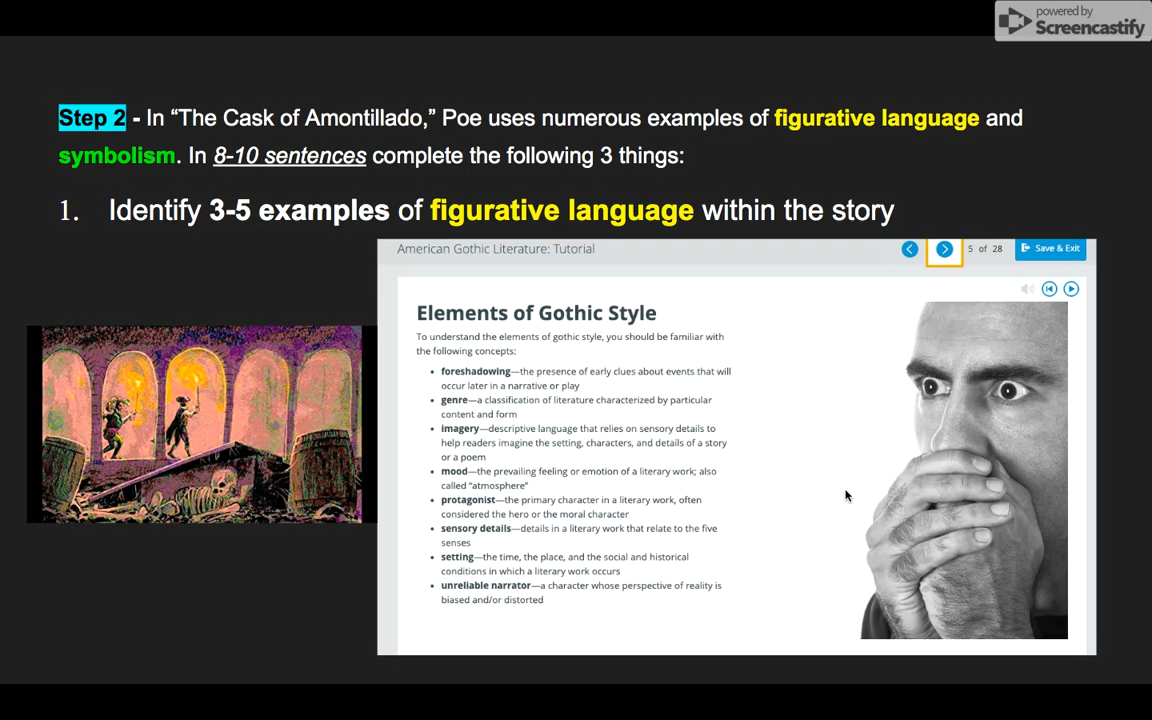 powered by
Screencastify
Step 2 - In “The Cask of Amontillado,” Poe uses numerous examples of figurative language and
symbolism. In 8-10 sentences complete the following 3 things:
1. Identify 3-5 examples of figurative language within the story
American Gothic Literature: Tutorial
5 of 28
Save & Exit
Elements of Gothic Style
To understand the elements of gothic style, you should be familiar with
the following concepts:
• foreshadowing—the presence of early clues about events that will
occur later in a narrative or play
• genre—a classification of literature characterized by particular
content and form
• imagery—descriptive language that relies on sensory details to
help readers imagine the setting, characters, and details of a story
or a poem
• mood—the prevailing feeling or emotion of a literary work; also
called “atmosphere”
• protagonist—the primary character in a literary work, often
considered the hero or the moral character
• sensory details—details in a literary work that relate to the five
senses
• setting—the time, the place, and the social and historical
conditions in which a literary work occurs
• unreliable narrator—a character whose perspective of reality is
biased and/or distorted